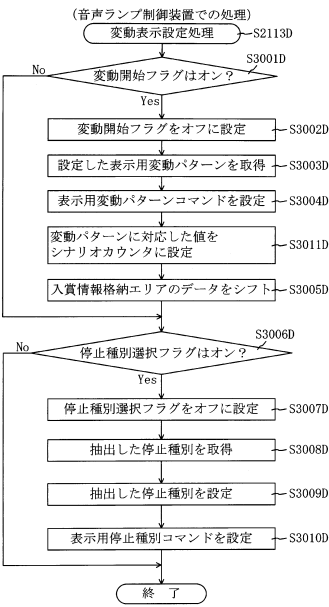 (音声ランプ制御装置での処理)
変動表示設定処理 S2113D
S3001D
No 変動開始フラグはオン？
Yes
変動開始フラグをオフに設定 S3002D
設定した表示用変動パターンを取得 S3003D
表示用変動パターンコマンドを設定 S3004D
変動パターンに対応した値を
シナリオカウンタに設定 S3011D
入賞情報格納エリアのデータをシフト S3005D
S3006D
No 停止種別選択フラグはオン？
Yes
停止種別選択フラグをオフに設定 S3007D
抽出した停止種別を取得 S3008D
抽出した停止種別を設定 S3009D
表示用停止種別コマンドを設定 S3010D
終 了